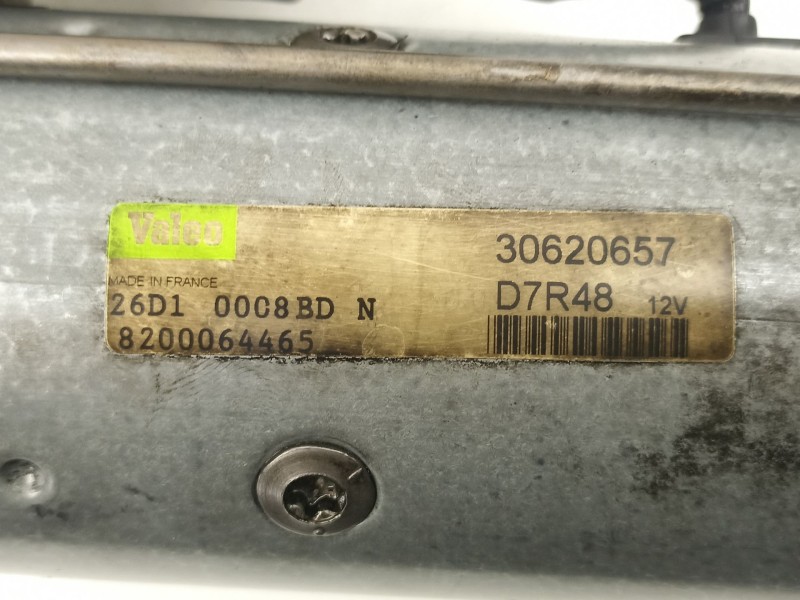 Valeo
MADE IN FRANCE
26D1 0008BD N
8200064465
30620657
D7R48 12V